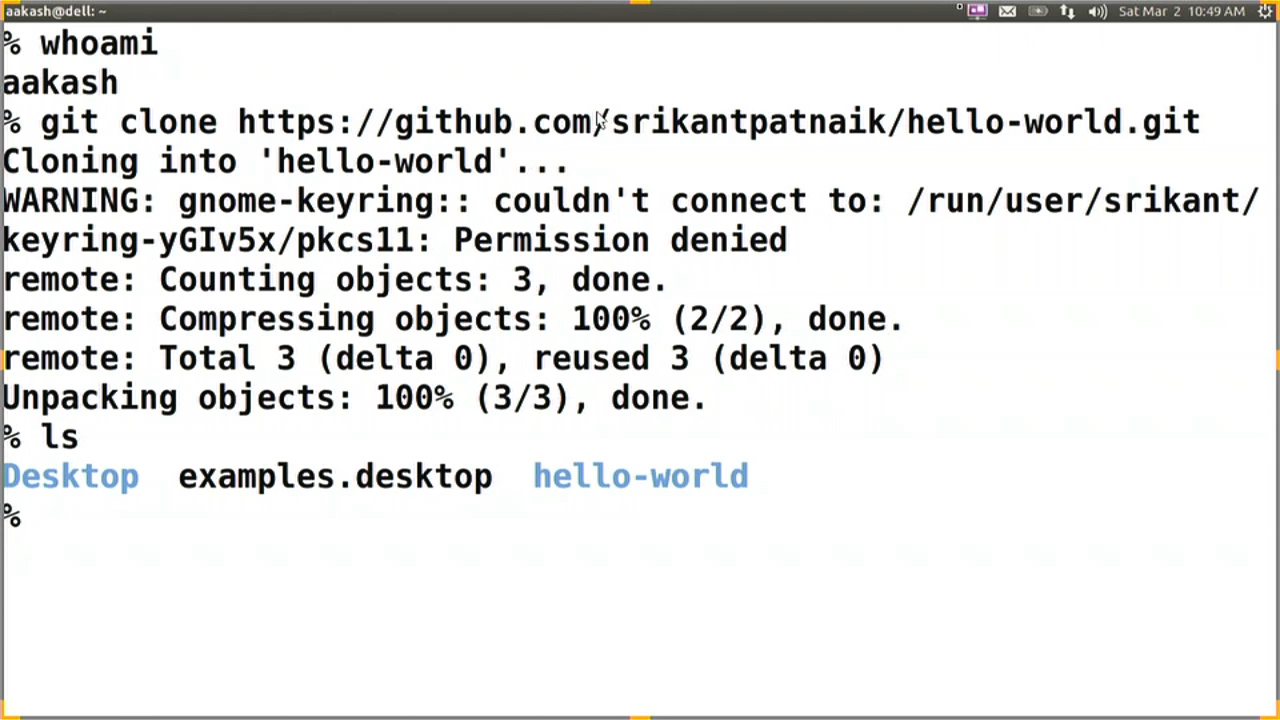 aakash@dell: ~
Sat Mar 2 10:49 AM
% whoami
aakash
% git clone https://github.com/srikantpatnaik/hello-world.git
Cloning into 'hello-world'...
WARNING: gnome-keyring:: couldn't connect to: /run/user/srikant/
keyring-yGIv5x/pkcs11: Permission denied
remote: Counting objects: 3, done.
remote: Compressing objects: 100% (2/2), done.
remote: Total 3 (delta 0), reused 3 (delta 0)
Unpacking objects: 100% (3/3), done.
% ls
Desktop  examples.desktop  hello-world
%